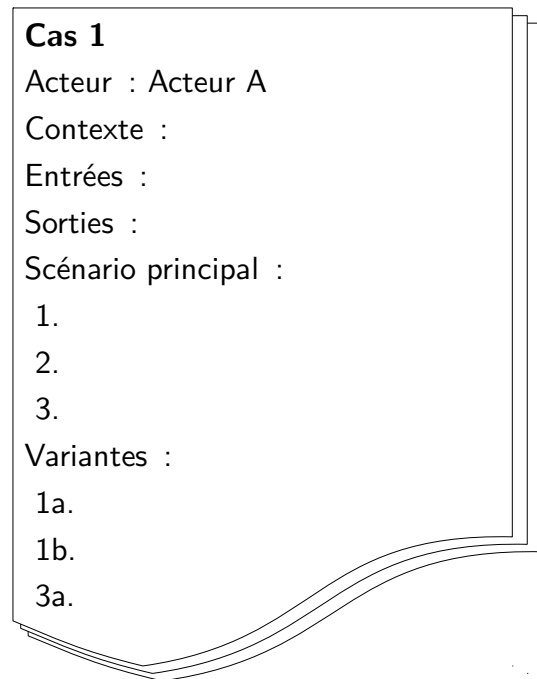 Cas 1
Acteur : Acteur A
Contexte :
Entrées :
Sorties :
Scénario principal :
1.
2.
3.
Variantes :
1a.
1b.
3a.